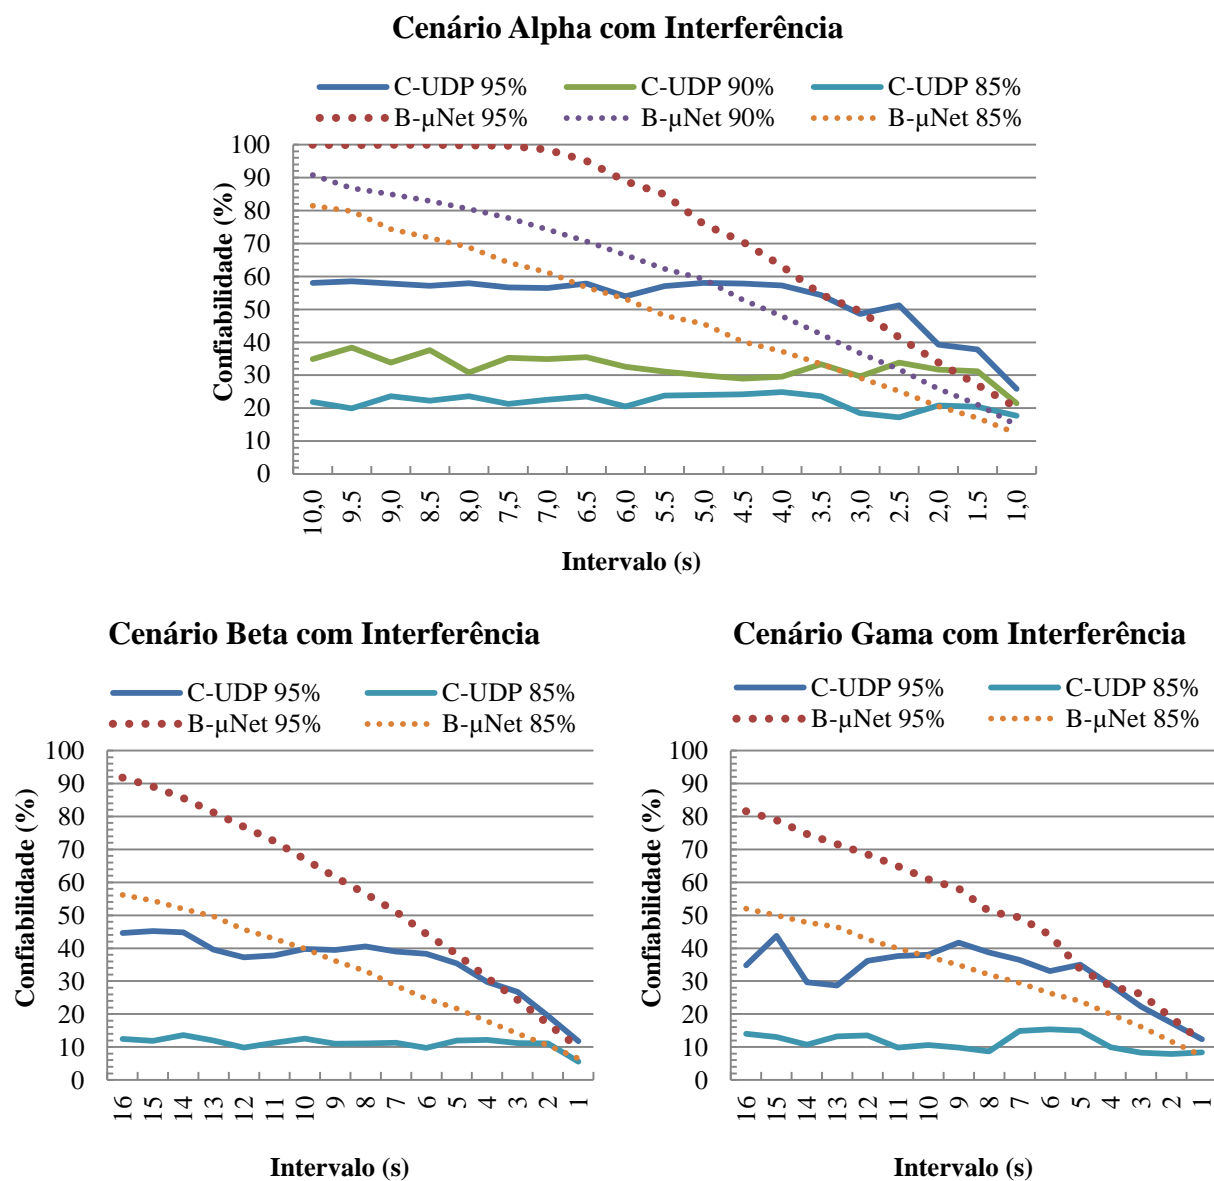 Cenário Alpha com Interferência
C-UDP 95% C-UDP 90% C-UDP 85%
B-µNet 95% B-µNet 90% B-µNet 85%
Confiabilidade (%)
100
90
80
70
60
50
40
30
20
10
0
10,0 9.5 9,0 8.5 8,0 7,5 7,0 6.5 6,0 5.5 5,0 4.5 4,0 3.5 3,0 2.5 2,0 1.5 1,0
Intervalo (s)
Cenário Beta com Interferência
C-UDP 95% C-UDP 85%
B-µNet 95% B-µNet 85%
Confiabilidade (%)
100
90
80
70
60
50
40
30
20
10
0
16 15 14 13 12 11 10 9 8 7 6 5 4 3 2 1
Intervalo (s)
Cenário Gama com Interferência
C-UDP 95% C-UDP 85%
B-µNet 95% B-µNet 85%
Confiabilidade (%)
100
90
80
70
60
50
40
30
20
10
0
16 15 14 13 12 11 10 9 8 7 6 5 4 3 2 1
Intervalo (s)